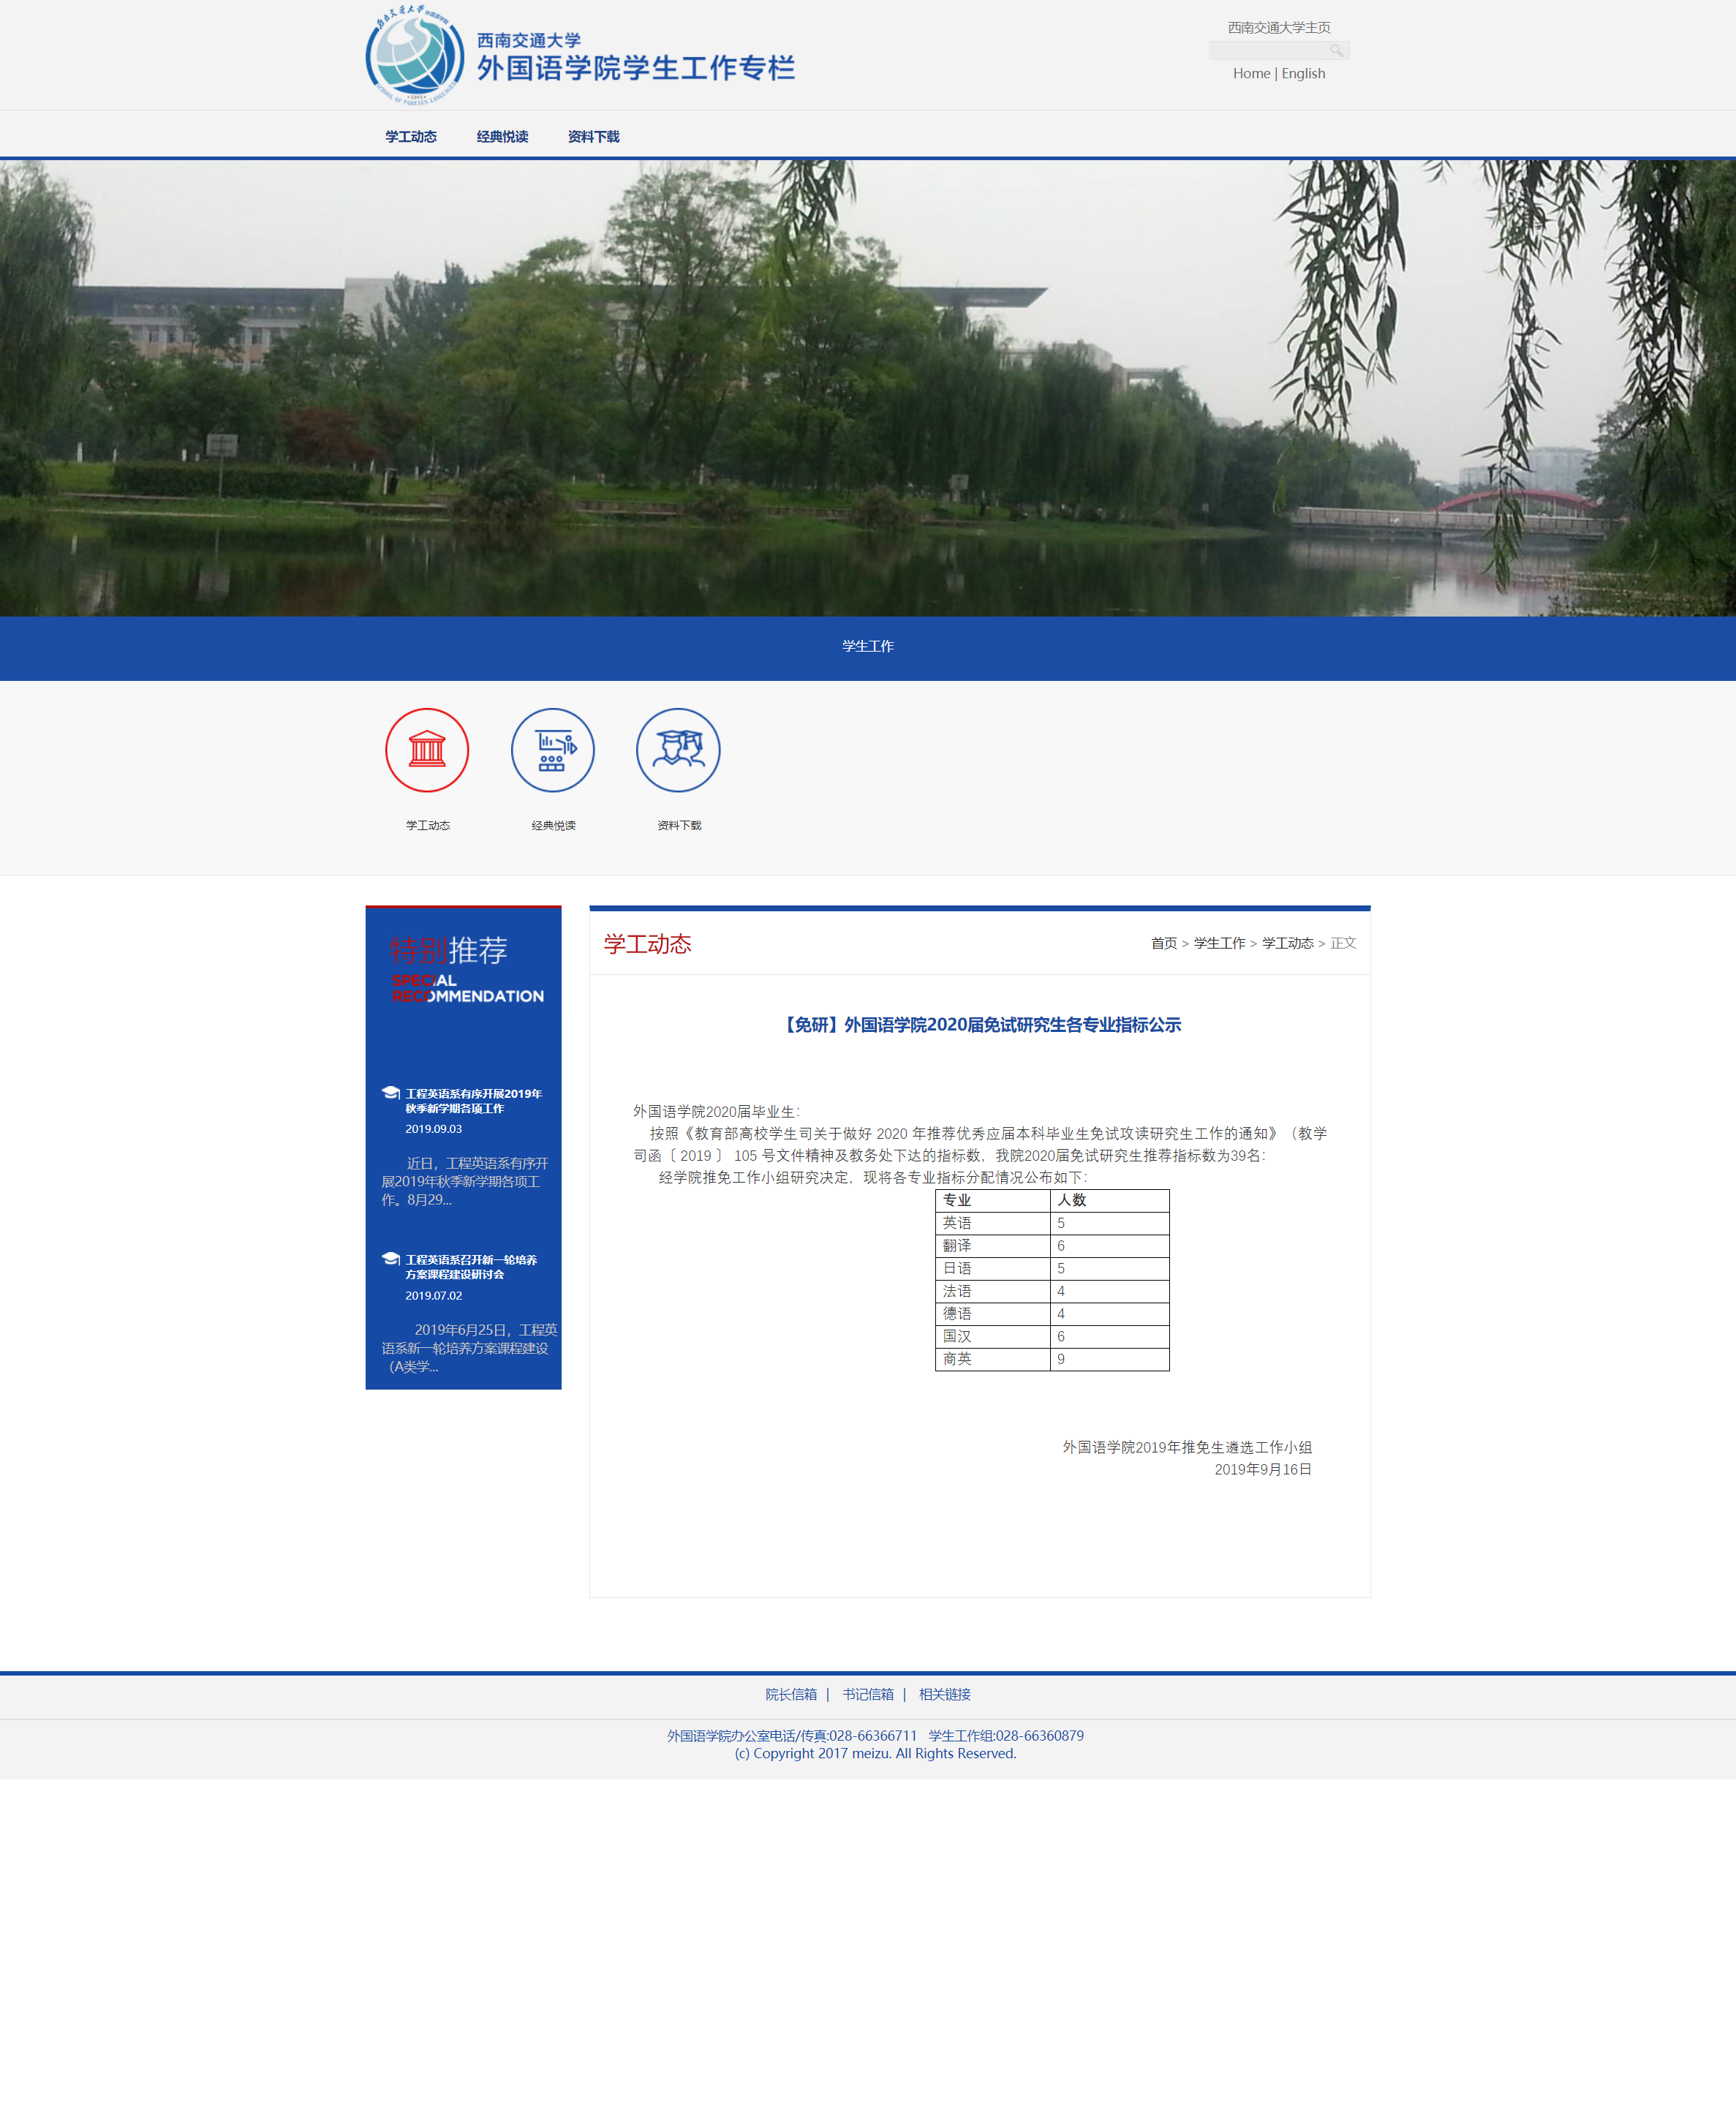 西南交通大学
外国语学院学生工作专栏
SCHOOL OF FOREIGN LANGUAGES
西南交通大学主页
Home | English
学工动态 经典悦读 资料下载
学生工作
学工动态 经典悦读 资料下载
特别推荐
SPECIAL
RECOMMENDATION
工程英语系有序开展2019年
秋季新学期各项工作
2019.09.03
近日，工程英语系有序开
展2019年秋季新学期各项工
作。8月29...
工程英语系召开新一轮培养
方案课程建设研讨会
2019.07.02
2019年6月25日，工程英
语系新一轮培养方案课程建设
（A类学...
学工动态
首页 > 学生工作 > 学工动态 > 正文
【免研】外国语学院2020届免试研究生各专业指标公示
外国语学院2020届毕业生：
按照《教育部高校学生司关于做好 2020 年推荐优秀应届本科毕业生免试攻读研究生工作的通知》（教学
司函〔 2019 〕 105 号文件精神及教务处下达的指标数，我院2020届免试研究生推荐指标数为39名：
经学院推免工作小组研究决定，现将各专业指标分配情况公布如下：
专业 人数
英语 5
翻译 6
日语 5
法语 4
德语 4
国汉 6
商英 9
外国语学院2019年推免生遴选工作小组
2019年9月16日
院长信箱 | 书记信箱 | 相关链接
外国语学院办公室电话/传真:028-66366711 学生工作组:028-66360879
(c) Copyright 2017 meizu. All Rights Reserved.